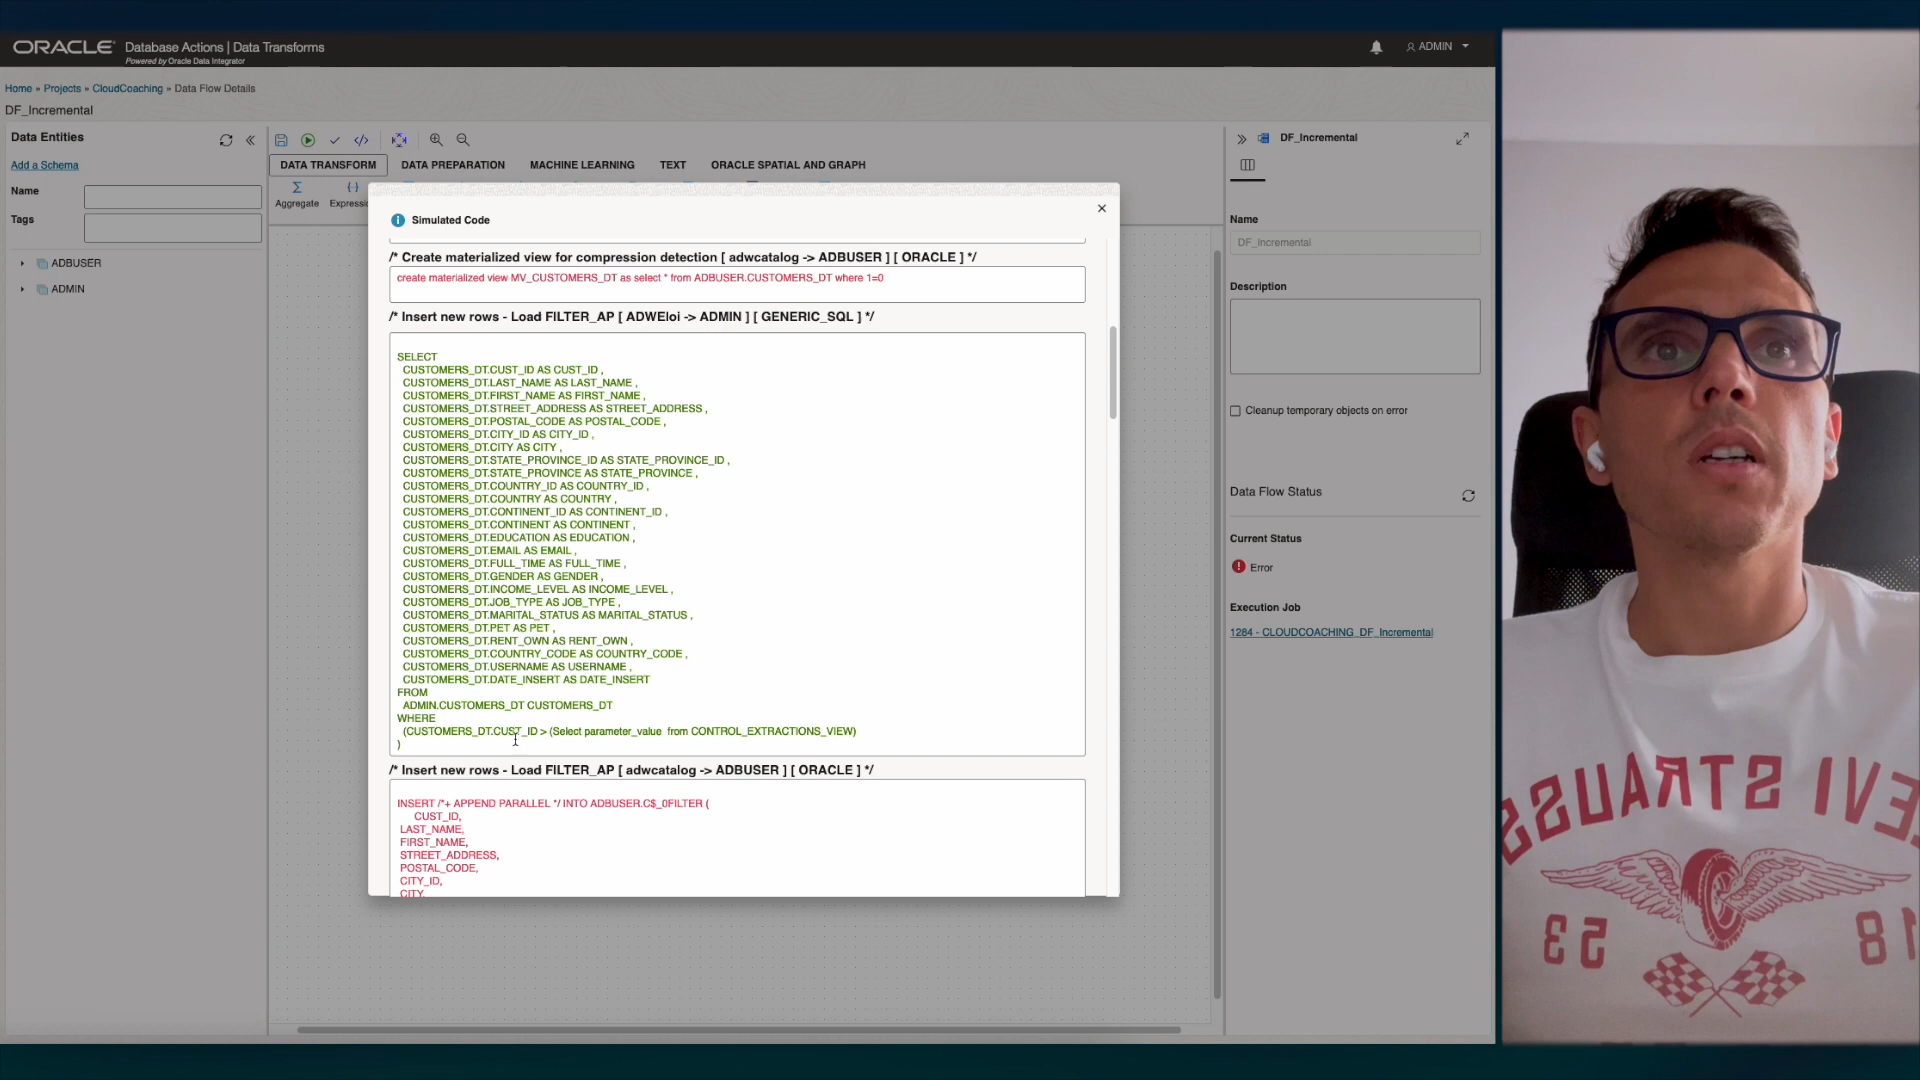 ORACLE Database Actions | Data Transforms
Powered by Oracle Data Integrator
ADMIN
Home » Projects » CloudCoaching » Data Flow Details
DF_Incremental
Data Entities
Add a Schema
Name
Tags
ADBUSER
ADMIN
DATA TRANSFORM
DATA PREPARATION
MACHINE LEARNING
TEXT
ORACLE SPATIAL AND GRAPH
Aggregate
Simulated Code
/* Create materialized view for compression detection [ adwcatalog -> ADBUSER ] [ ORACLE ] */
create materialized view MV_CUSTOMERS_DT as select * from ADBUSER.CUSTOMERS_DT where 1=0
/* Insert new rows - Load FILTER_AP [ ADWEloi -> ADMIN ] [ GENERIC_SQL ] */
SELECT
CUSTOMERS_DT.CUST_ID AS CUST_ID ,
CUSTOMERS_DT.LAST_NAME AS LAST_NAME ,
CUSTOMERS_DT.FIRST_NAME AS FIRST_NAME ,
CUSTOMERS_DT.STREET_ADDRESS AS STREET_ADDRESS ,
CUSTOMERS_DT.POSTAL_CODE AS POSTAL_CODE ,
CUSTOMERS_DT.CITY_ID AS CITY_ID ,
CUSTOMERS_DT.CITY AS CITY ,
CUSTOMERS_DT.STATE_PROVINCE_ID AS STATE_PROVINCE_ID ,
CUSTOMERS_DT.STATE_PROVINCE AS STATE_PROVINCE ,
CUSTOMERS_DT.COUNTRY_ID AS COUNTRY_ID ,
CUSTOMERS_DT.COUNTRY AS COUNTRY ,
CUSTOMERS_DT.CONTINENT_ID AS CONTINENT_ID ,
CUSTOMERS_DT.CONTINENT AS CONTINENT ,
CUSTOMERS_DT.EDUCATION AS EDUCATION ,
CUSTOMERS_DT.EMAIL AS EMAIL ,
CUSTOMERS_DT.FULL_TIME AS FULL_TIME ,
CUSTOMERS_DT.GENDER AS GENDER ,
CUSTOMERS_DT.INCOME_LEVEL AS INCOME_LEVEL ,
CUSTOMERS_DT.JOB_TYPE AS JOB_TYPE ,
CUSTOMERS_DT.MARITAL_STATUS AS MARITAL_STATUS ,
CUSTOMERS_DT.PET AS PET ,
CUSTOMERS_DT.RENT_OWN AS RENT_OWN ,
CUSTOMERS_DT.COUNTRY_CODE AS COUNTRY_CODE ,
CUSTOMERS_DT.USERNAME AS USERNAME ,
CUSTOMERS_DT.DATE_INSERT AS DATE_INSERT
FROM
ADMIN.CUSTOMERS_DT CUSTOMERS_DT
WHERE
(CUSTOMERS_DT.CUST_ID > (Select parameter_value from CONTROL_EXTRACTIONS_VIEW)
)
/* Insert new rows - Load FILTER_AP [ adwcatalog -> ADBUSER ] [ ORACLE ] */
INSERT /*+ APPEND PARALLEL */ INTO ADBUSER.C$_0FILTER (
CUST_ID,
LAST_NAME,
FIRST_NAME,
STREET_ADDRESS,
POSTAL_CODE,
CITY_ID,
CITY,
DF_Incremental
Name
DF_Incremental
Description
Cleanup temporary objects on error
Data Flow Status
Current Status
Error
Execution Job
1284 - CLOUDCOACHING_DF_Incremental
LEVI STRAUSS
18
53